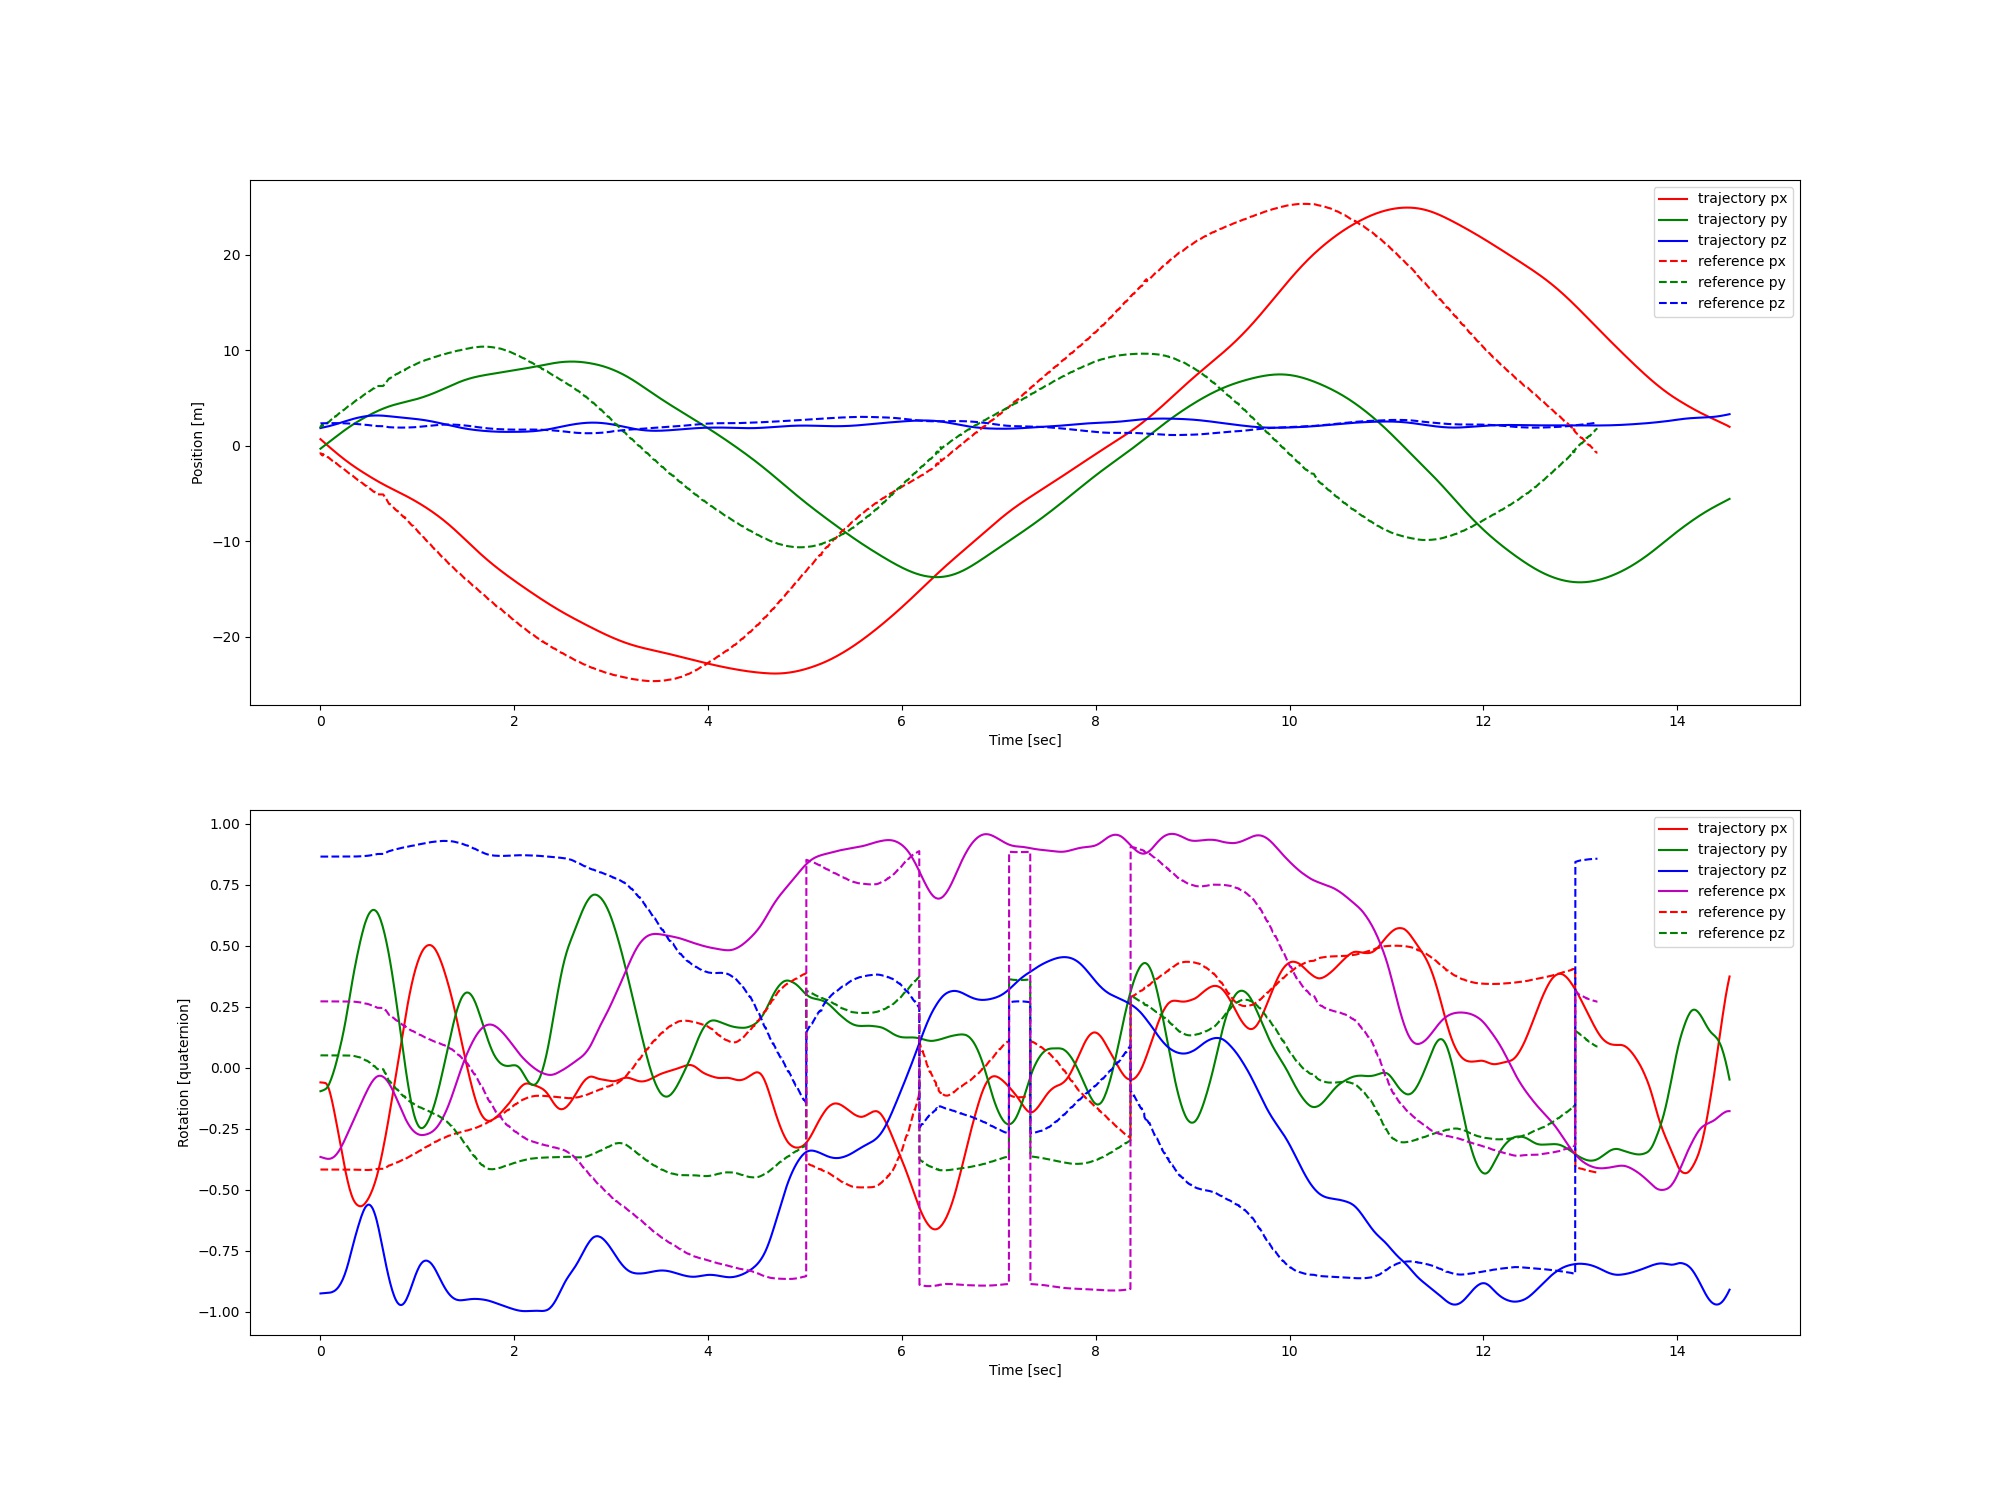 trajectory px
trajectory py
trajectory pz
reference px
reference py
reference pz
20
10
0
−10
−20
Position [m]
0 2 4 6 8 10 12 14
Time [sec]
trajectory px
trajectory py
trajectory pz
reference px
reference py
reference pz
1.00
0.75
0.50
0.25
0.00
−0.25
−0.50
−0.75
−1.00
Rotation [quaternion]
0 2 4 6 8 10 12 14
Time [sec]